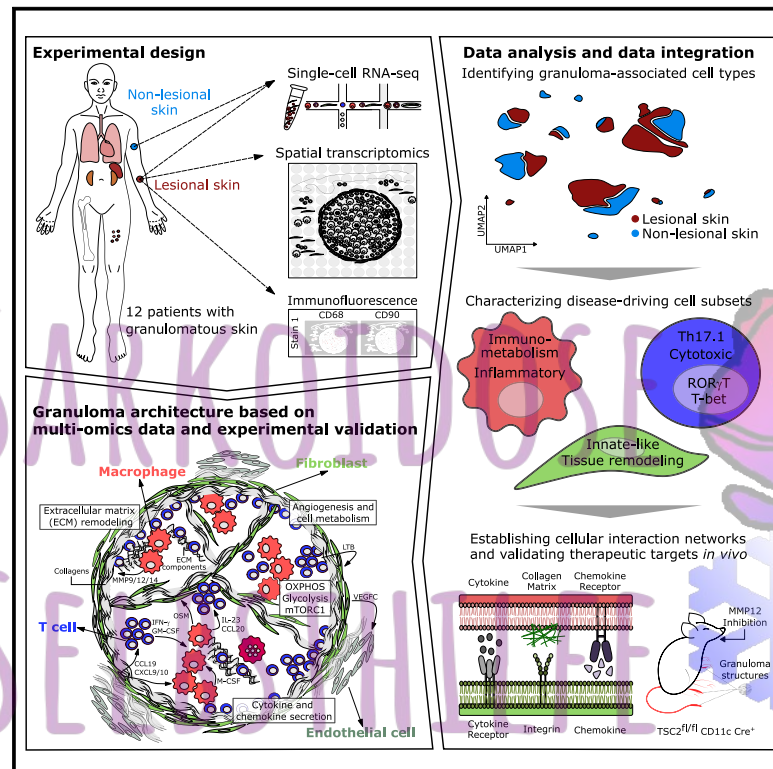 Experimental design
Non-lesional
skin
Lesional skin
12 patients with
granulomatous skin
Single-cell RNA-seq
Spatial transcriptomics
Immunofluorescence
Stain 1
CD68
CD90
Data analysis and data integration
Identifying granuloma-associated cell types
UMAP2
UMAP1
Lesional skin
Non-lesional skin
Characterizing disease-driving cell subsets
Immuno-
metabolism
Inflammatory
Th17.1
Cytotoxic
RORγT
T-bet
Innate-like
Tissue remodeling
Establishing cellular interaction networks
and validating therapeutic targets in vivo
Cytokine
Collagen
Matrix
Chemokine
Receptor
Cytokine
Receptor
Integrin
Chemokine
MMP12
Inhibition
Granuloma
structures
TSC2fl/fl CD11c Cre+
Granuloma architecture based on
multi-omics data and experimental validation
Macrophage
Fibroblast
Extracellular matrix
(ECM) remodeling
Angiogenesis and
cell metabolism
Collagens
MMP9/12/14
ECM
components
LTB
OXPHOS
Glycolysis
mTORC1
VEGFC
T cell
IFN-γ
GM-CSF
OSM
IL-23
CCL20
CCL19
CXCL9/10
M-CSF
Cytokine and
chemokine secretion
Endothelial cell